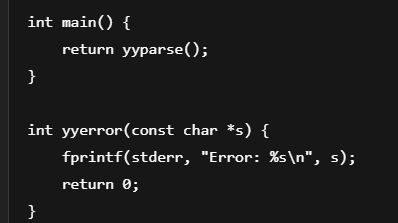 int main() {
    return yyparse();
}

int yyerror(const char *s) {
    fprintf(stderr, "Error: %s\n", s);
    return 0;
}